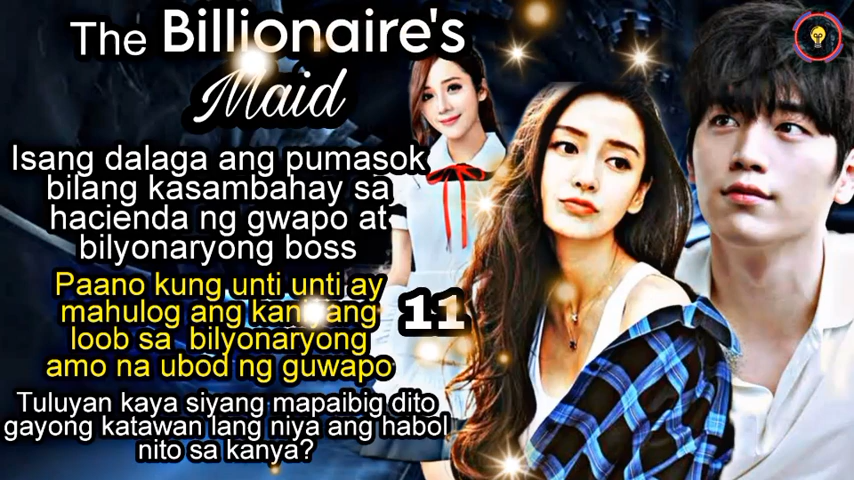 The Billionaire's
Maid
Isang dalaga ang pumasok
bilang kasambahay sa
hacienda ng gwapo at
bilyonaryong boss
Paano kung unti unti ay
mahulog ang kaniyang
loob sa bilyonaryong
amo na ubod ng guwapo
11
Tuluyan kaya siyang mapaibig dito
gayong katawan lang niya ang habol
nito sa kanya?